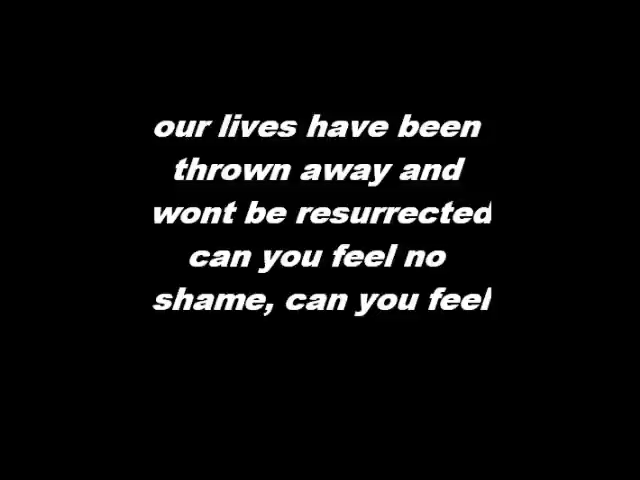 our lives have been
thrown away and
wont be resurrected
can you feel no
shame, can you feel